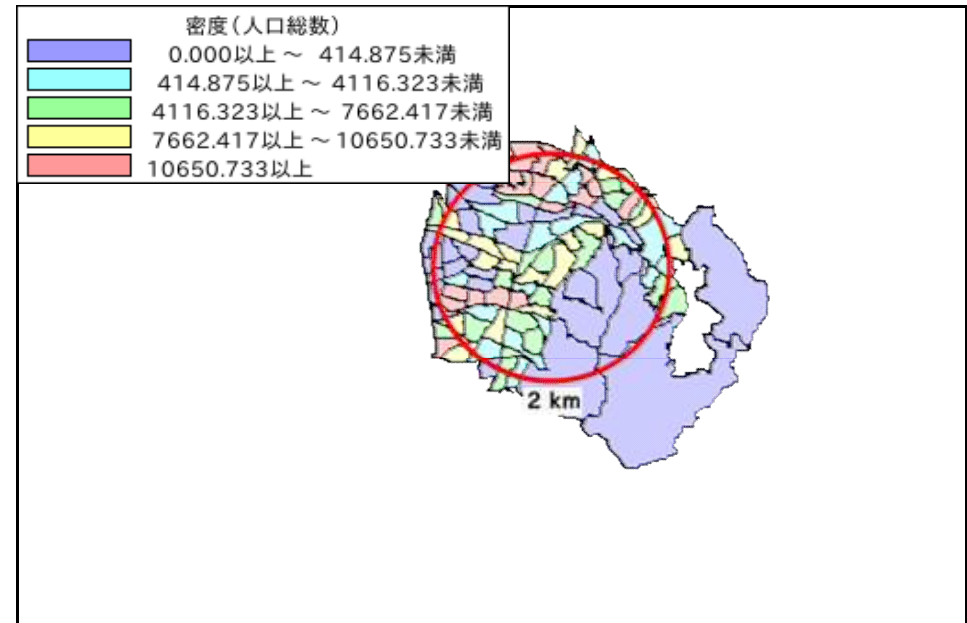 密度(人口総数)
0.000以上 ~ 414.875未満
414.875以上 ~ 4116.323未満
4116.323以上 ~ 7662.417未満
7662.417以上 ~ 10650.733未満
10650.733以上
2 km